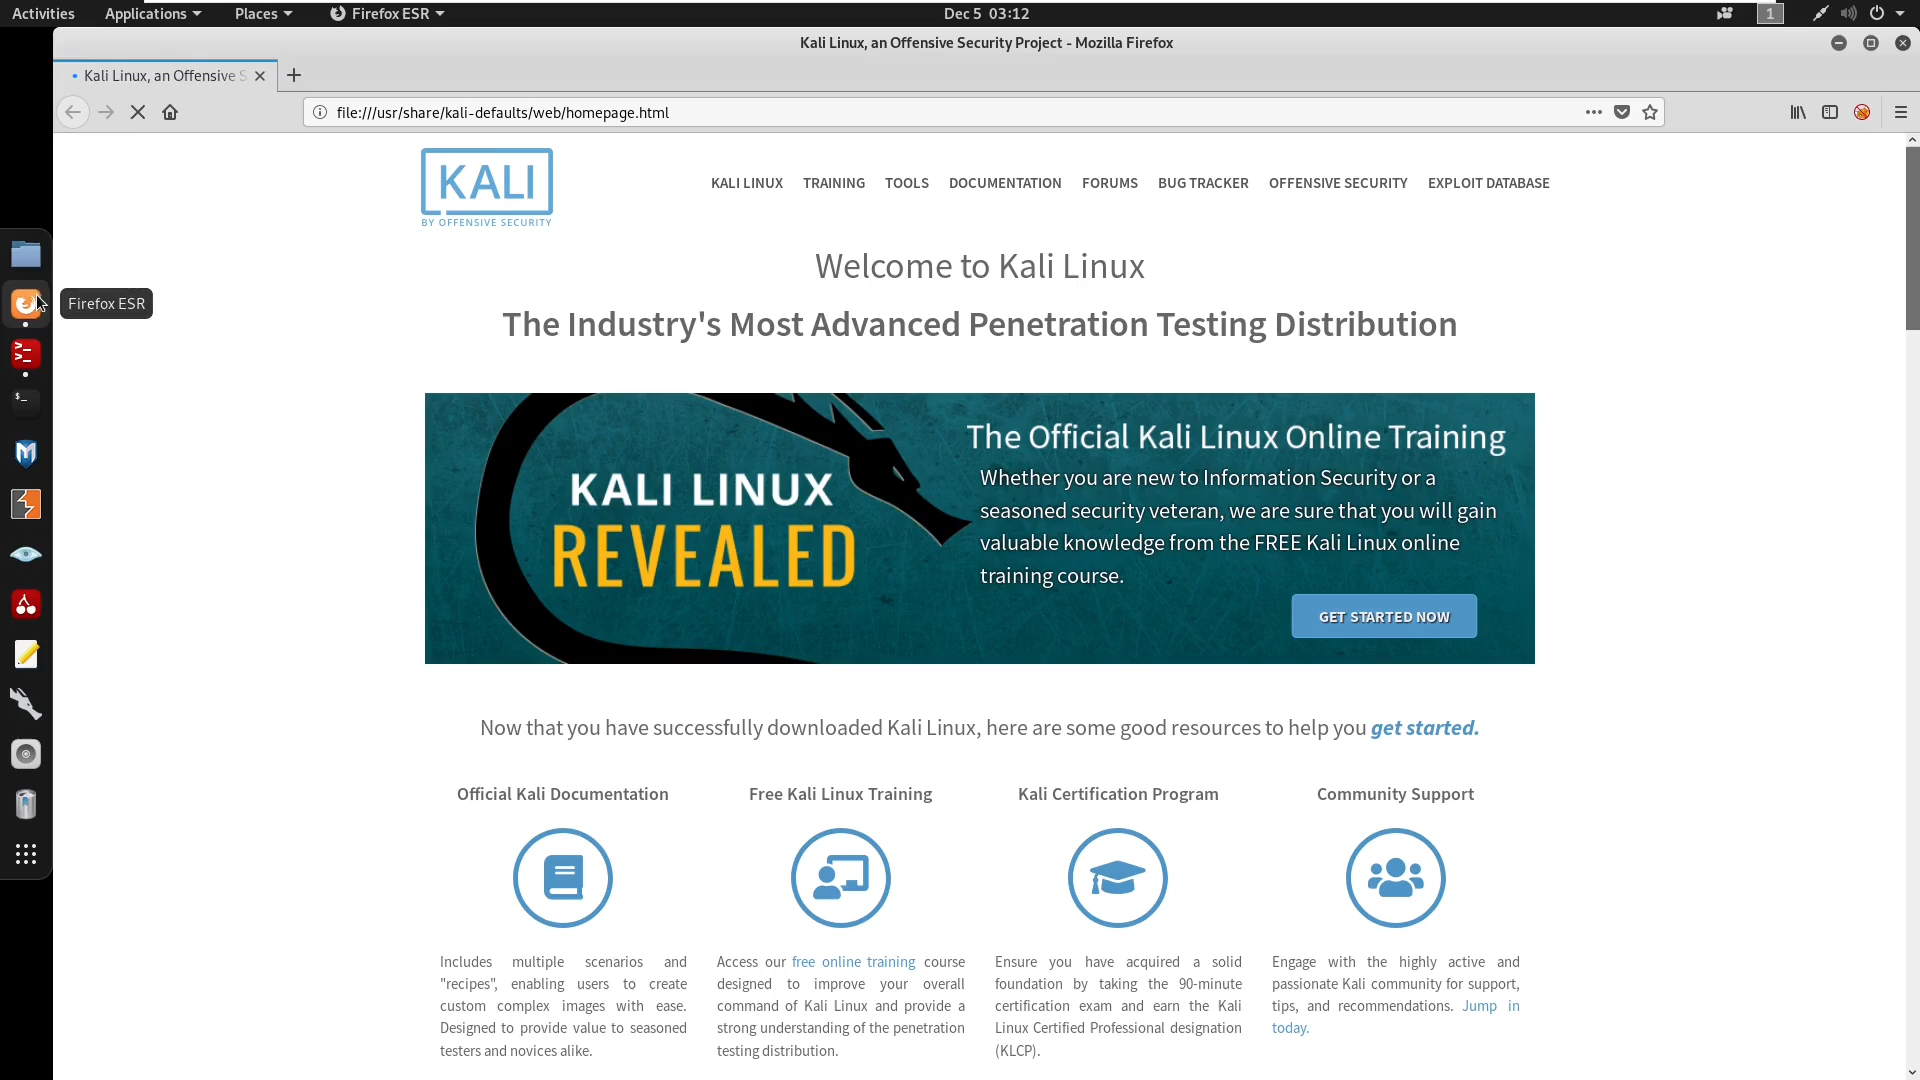 Activities Applications Places Firefox ESR Dec 5 03:12 1
Kali Linux, an Offensive Security Project - Mozilla Firefox
Kali Linux, an Offensive S
file:///usr/share/kali-defaults/web/homepage.html
KALI
BY OFFENSIVE SECURITY
KALI LINUX TRAINING TOOLS DOCUMENTATION FORUMS BUG TRACKER OFFENSIVE SECURITY EXPLOIT DATABASE
Welcome to Kali Linux
Firefox ESR
The Industry's Most Advanced Penetration Testing Distribution
KALI LINUX
REVEALED
The Official Kali Linux Online Training
Whether you are new to Information Security or a
seasoned security veteran, we are sure that you will gain
valuable knowledge from the FREE Kali Linux online
training course.
GET STARTED NOW
Now that you have successfully downloaded Kali Linux, here are some good resources to help you get started.
Official Kali Documentation
Includes multiple scenarios and
"recipes", enabling users to create
custom complex images with ease.
Designed to provide value to seasoned
testers and novices alike.
Free Kali Linux Training
Access our free online training course
designed to improve your overall
command of Kali Linux and provide a
strong understanding of the penetration
testing distribution.
Kali Certification Program
Ensure you have acquired a solid
foundation by taking the 90-minute
certification exam and earn the Kali
Linux Certified Professional designation
(KLCP).
Community Support
Engage with the highly active and
passionate Kali community for support,
tips, and recommendations. Jump in
today.